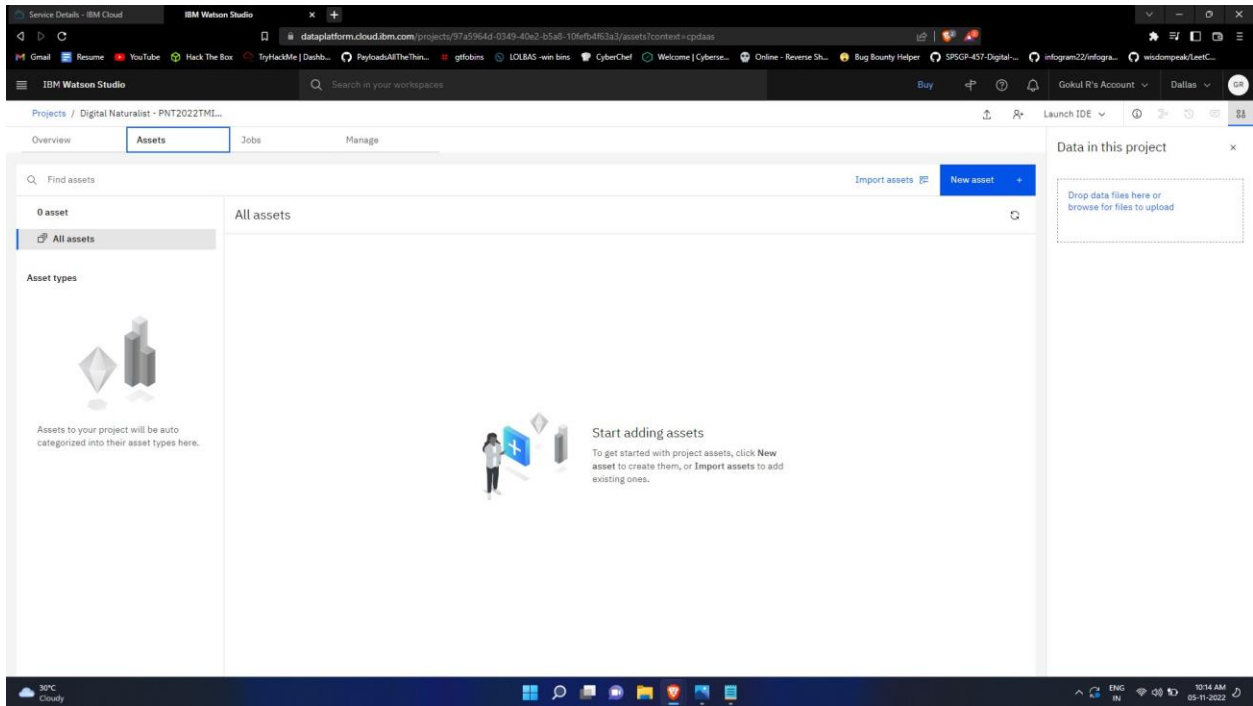 Service Details - IBM Cloud
IBM Watson Studio
dataplatform.cloud.ibm.com/projects/97a5964d-0349-40e2-b5a8-10fefb4f63a3/assets?context=cpdaas
Gmail Resume YouTube Hack The Box TryHackMe | Dashb... PayloadsAllTheThin... gtfobins LOLBAS -win bins CyberChef Welcome | Cyberse... Online - Reverse Sh... Bug Bounty Helper SPSGP-457-Digital-... infogram22/infogra... wisdompeak/LeetC...
IBM Watson Studio
Search in your workspaces
Buy
Gokul R's Account
Dallas
GR
Projects / Digital Naturalist - PNT2022TMI...
Launch IDE
Overview
Assets
Jobs
Manage
Data in this project
Find assets
Import assets
New asset +
Drop data files here or
browse for files to upload
0 asset
All assets
All assets
Asset types
Assets to your project will be auto
categorized into their asset types here.
Start adding assets
To get started with project assets, click New
asset to create them, or Import assets to add
existing ones.
30°C
Cloudy
ENG
IN
10:14 AM
05-11-2022